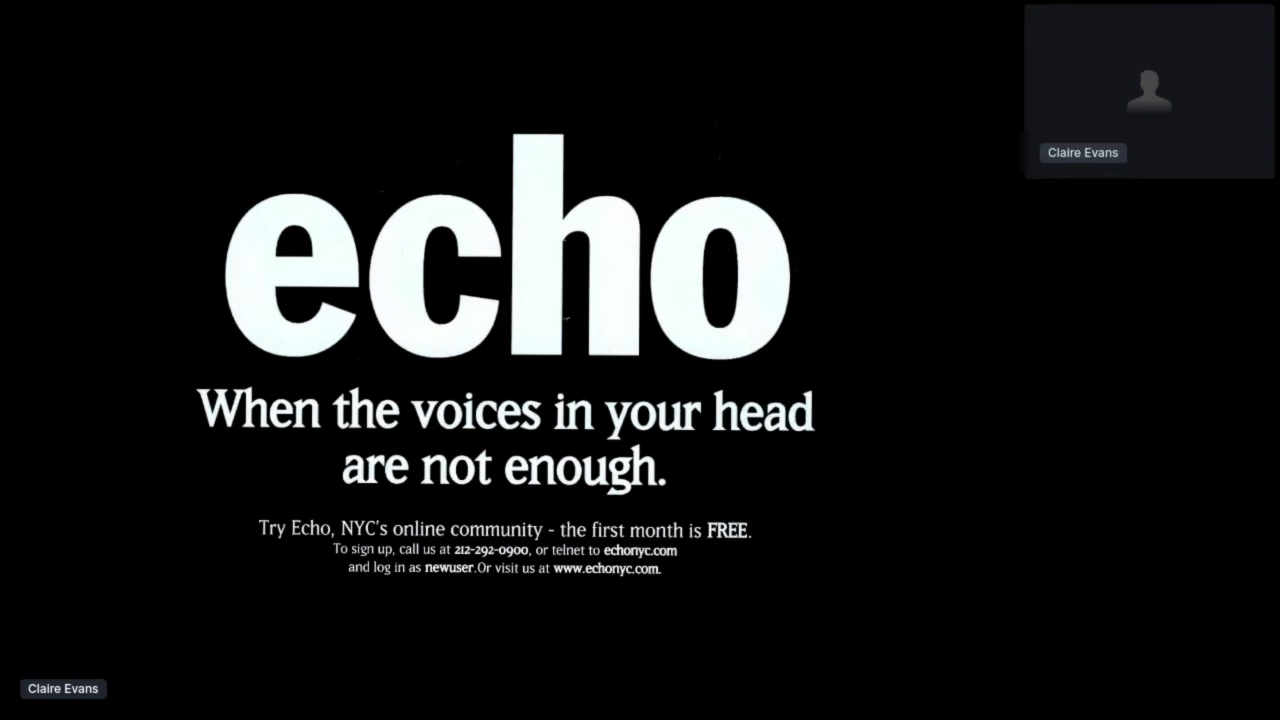 echo
When the voices in your head
are not enough.
Try Echo, NYC's online community - the first month is FREE.
To sign up, call us at 212-292-0900, or telnet to echonyc.com
and log in as newuser.Or visit us at www.echonyc.com.
Claire Evans
Claire Evans